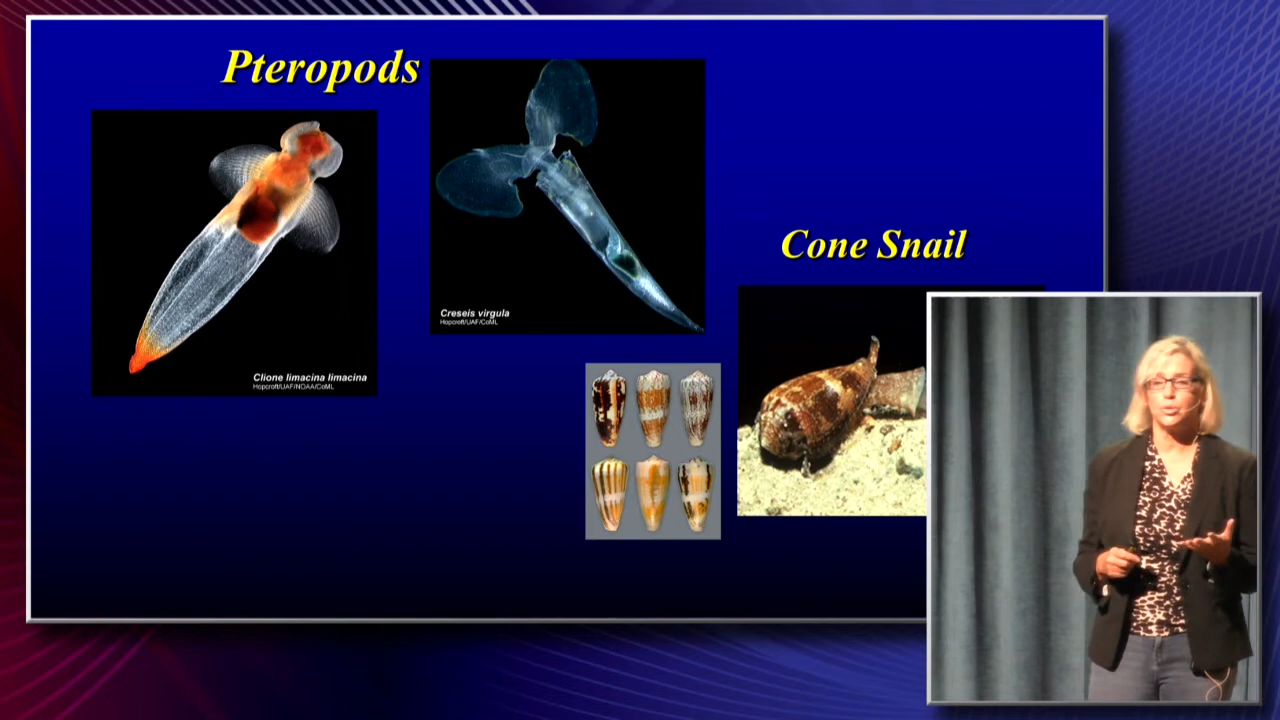 Pteropods
Clione limacina limacina
Hopcroft/UAF/NOAA/CoML
Creseis virgula
Hopcroft/UAF/CoML
Cone Snail